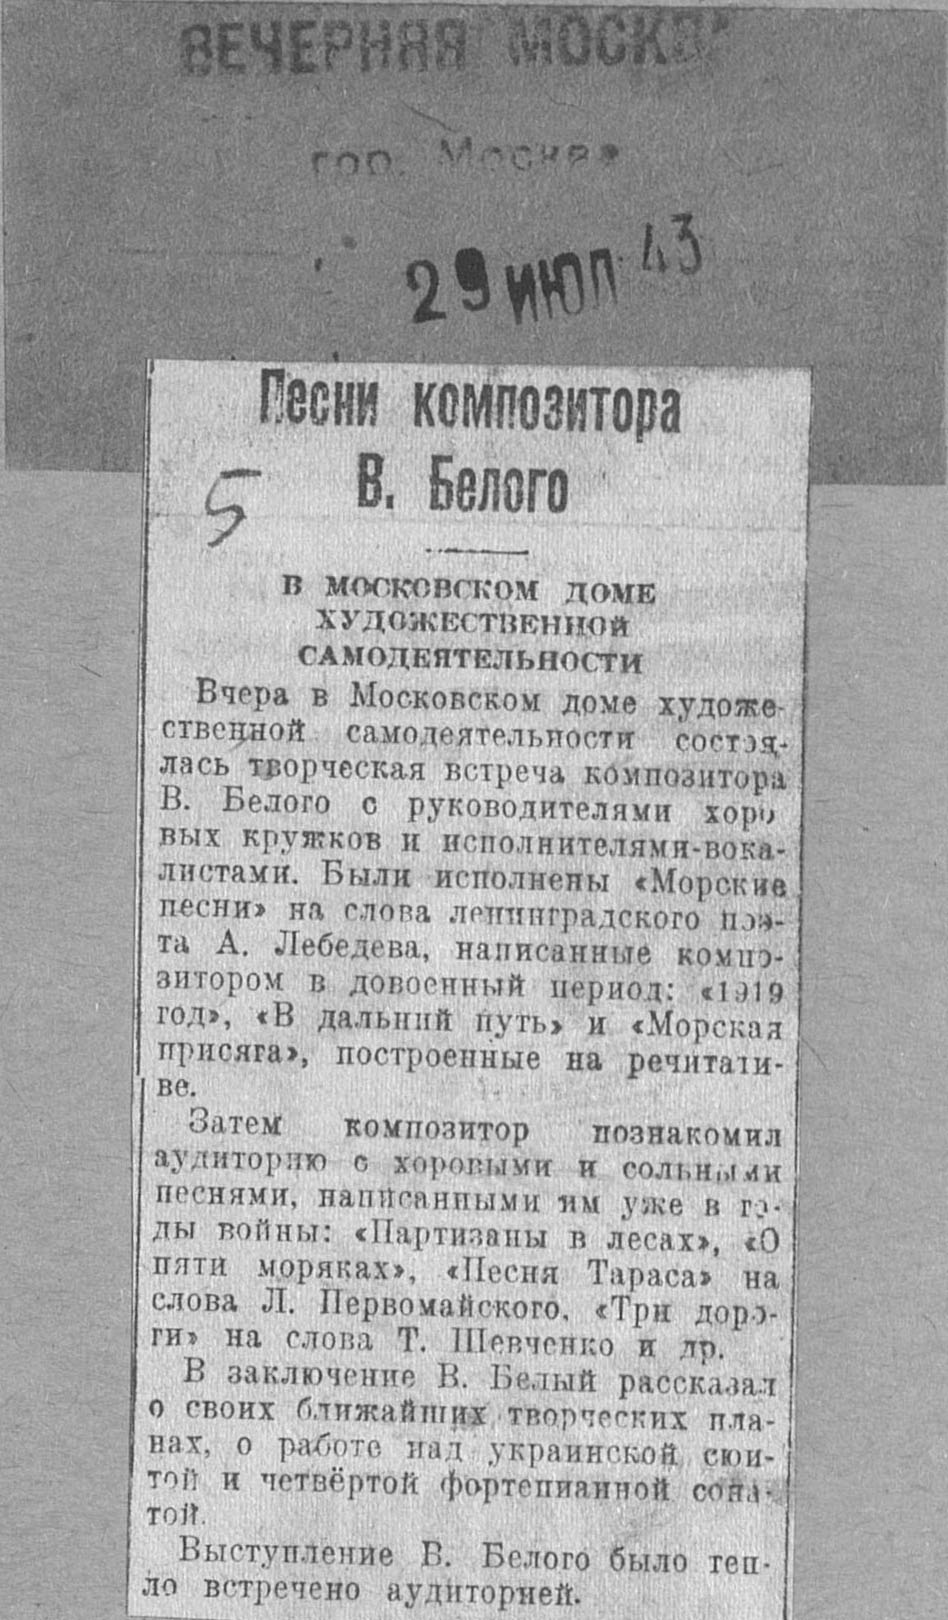 ВЕЧЕРНЯЯ МОСКВА
гор. Москва
29 ИЮЛ 43
Песни композитора
В. Белого
5
В МОСКОВСКОМ ДОМЕ
ХУДОЖЕСТВЕННОЙ
САМОДЕЯТЕЛЬНОСТИ
Вчера в Московском доме художе-
ственной самодеятельности состоя-
лась творческая встреча композитора
В. Белого с руководителями хоро
вых кружков и исполнителями-вока-
листами. Были исполнены «Морские
песни» на слова ленинградского поэ-
та А. Лебедева, написанные компо-
зитором в довоенный период: «1919
год», «В дальний путь» и «Морская
присяга», построенные на речитати-
ве.
Затем композитор познакомил
аудиторию с хоровыми и сольными
песнями, написанными им уже в го-
ды войны: «Партизаны в лесах», «О
пяти моряках», «Песня Тараса» на
слова Л. Первомайского, «Три доро-
ги» на слова Т. Шевченко и др.
В заключение В. Белый рассказал
о своих ближайших творческих пла-
нах, о работе над украинской сюи-
той и четвёртой фортепианной сона-
той.
Выступление В. Белого было теп-
ло встречено аудиторией.